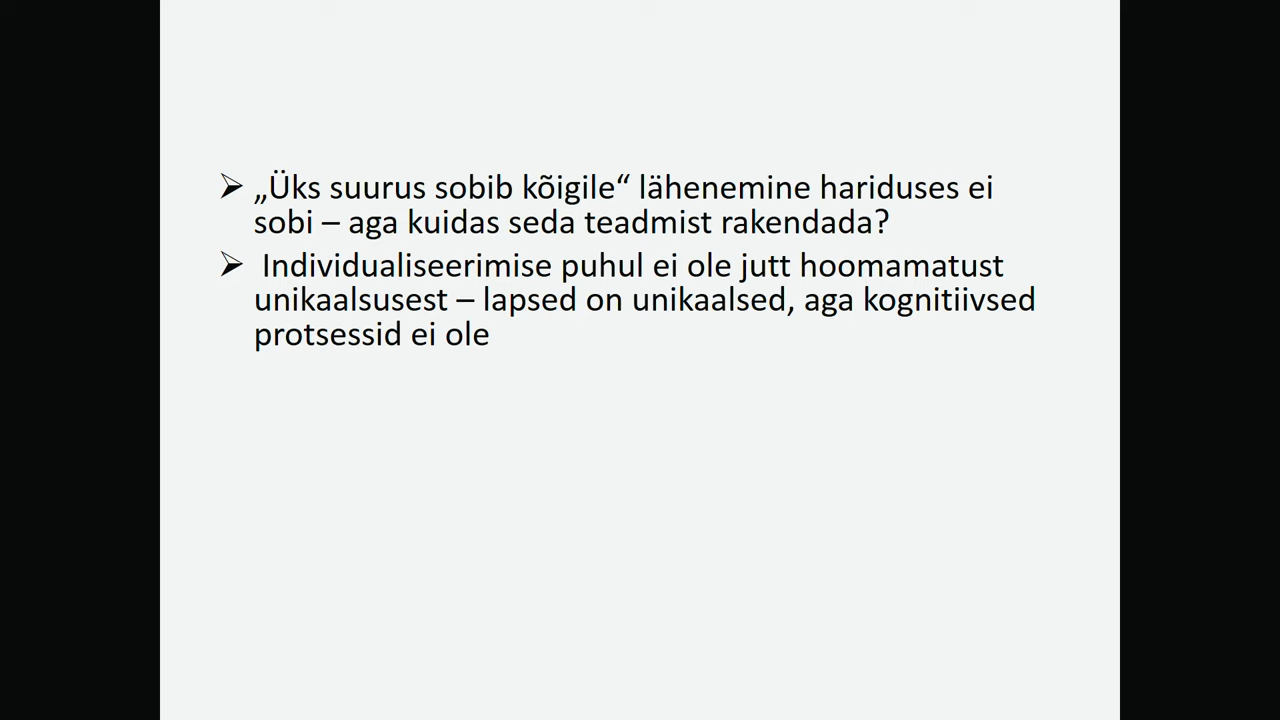 ➢ „Üks suurus sobib kõigile“ lähenemine hariduses ei
sobi – aga kuidas seda teadmist rakendada?
➢ Individualiseerimise puhul ei ole jutt hoomamatust
unikaalsusest – lapsed on unikaalsed, aga kognitiivsed
protsessid ei ole